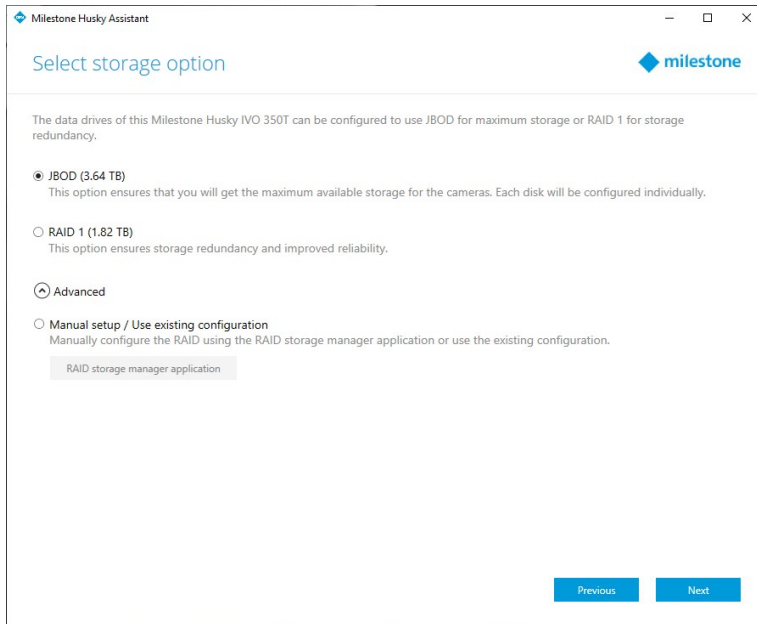 Milestone Husky Assistant
Select storage option
milestone
The data drives of this Milestone Husky IVO 350T can be configured to use JBOD for maximum storage or RAID 1 for storage
redundancy.
JBOD (3.64 TB)
This option ensures that you will get the maximum available storage for the cameras. Each disk will be configured individually.
RAID 1 (1.82 TB)
This option ensures storage redundancy and improved reliability.
Advanced
Manual setup / Use existing configuration
Manually configure the RAID using the RAID storage manager application or use the existing configuration.
RAID storage manager application
Previous
Next